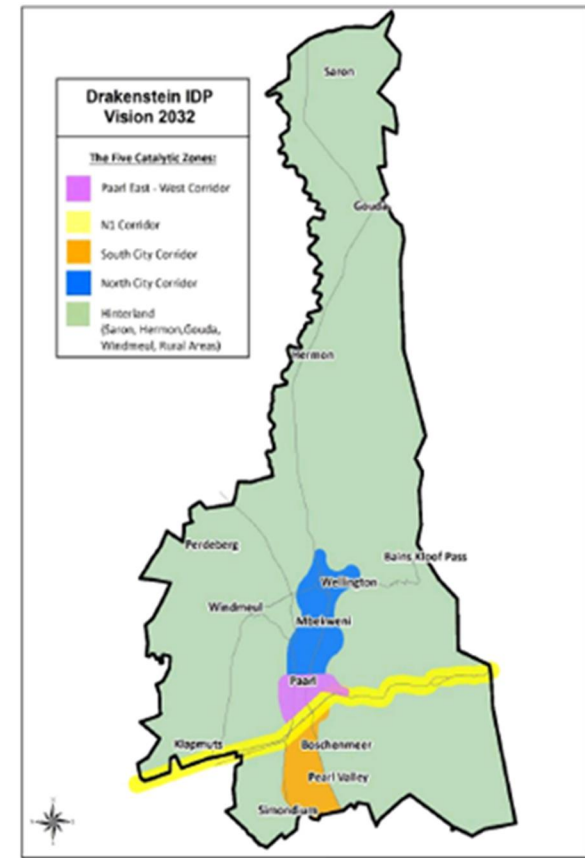 Drakenstein IDP
Vision 2032
The Five Catalytic Zones:
Paarl East - West Corridor
N1 Corridor
South City Corridor
North City Corridor
Hinterland
(Saron, Hermon,Gouda,
Windmeul, Rural Areas)
Saron
Gouda
Hermon
Perdeberg
Bains Kloof Pass
Wellington
Windmeul
Mbekweni
Paarl
Klapmuts
Boschenmeer
Pearl Valley
Simondium